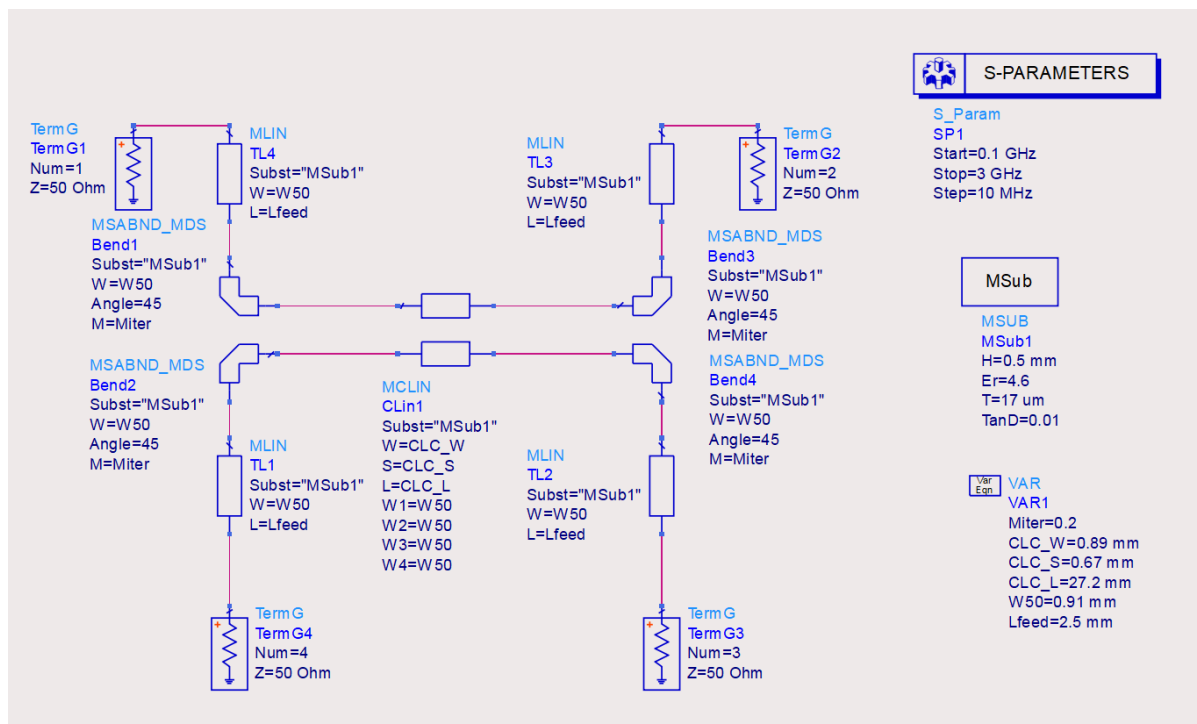 S-PARAMETERS
S_Param
SP1
Start=0.1 GHz
Stop=3 GHz
Step=10 MHz
TermG
TermG1
Num=1
Z=50 Ohm
MLIN
TL4
Subst="MSub1"
W=W50
L=Lfeed
MLIN
TL3
Subst="MSub1"
W=W50
L=Lfeed
TermG
TermG2
Num=2
Z=50 Ohm
MSABND_MDS
Bend1
Subst="MSub1"
W=W50
Angle=45
M=Miter
MSABND_MDS
Bend3
Subst="MSub1"
W=W50
Angle=45
M=Miter
MSub
MSUB
MSub1
H=0.5 mm
Er=4.6
T=17 um
TanD=0.01
MSABND_MDS
Bend2
Subst="MSub1"
W=W50
Angle=45
M=Miter
MCLIN
CLin1
Subst="MSub1"
W=CLC_W
S=CLC_S
L=CLC_L
W1=W50
W2=W50
W3=W50
W4=W50
MSABND_MDS
Bend4
Subst="MSub1"
W=W50
Angle=45
M=Miter
MLIN
TL1
Subst="MSub1"
W=W50
L=Lfeed
MLIN
TL2
Subst="MSub1"
W=W50
L=Lfeed
Var
Eqn
VAR
VAR1
Miter=0.2
CLC_W=0.89 mm
CLC_S=0.67 mm
CLC_L=27.2 mm
W50=0.91 mm
Lfeed=2.5 mm
TermG
TermG4
Num=4
Z=50 Ohm
TermG
TermG3
Num=3
Z=50 Ohm